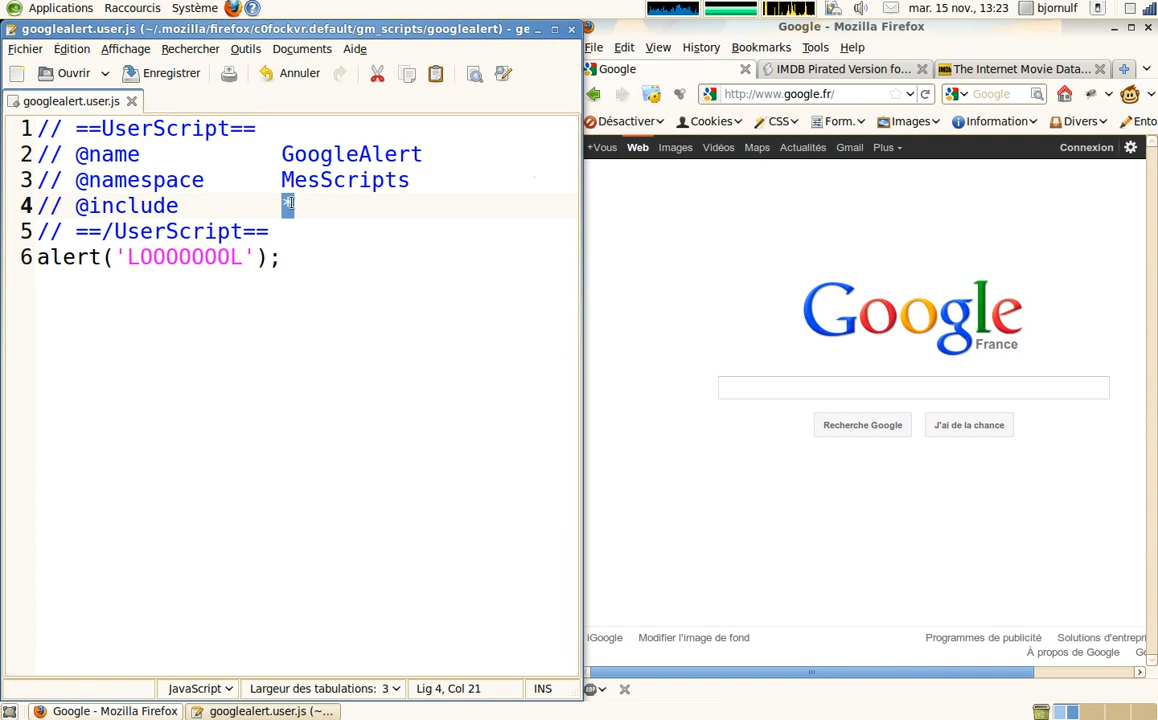 Applications Raccourcis Système mar. 15 nov., 13:23 bjornulf
googlealert.user.js (~/.mozilla/firefox/c0fockvr.default/gm_scripts/googlealert) - ge
Fichier Édition Affichage Rechercher Outils Documents Aide
Ouvrir Enregistrer Annuler
googlealert.user.js
1 // ==UserScript==
2 // @name GoogleAlert
3 // @namespace MesScripts
4 // @include *
5 // ==/UserScript==
6 alert('LOOOOOOOL');
JavaScript Largeur des tabulations: 3 Lig 4, Col 21 INS
Google - Mozilla Firefox
File Edit View History Bookmarks Tools Help
Google IMDB Pirated Version fo... The Internet Movie Data...
http://www.google.fr/ Google
Désactiver Cookies CSS Form. Images Information Divers Ento
+Vous Web Images Vidéos Maps Actualités Gmail Plus Connexion
Google
France
Recherche Google J'ai de la chance
iGoogle Modifier l'image de fond Programmes de publicité Solutions d'entrepri
À propos de Google Go
ABP
Google - Mozilla Firefox googlealert.user.js (~...